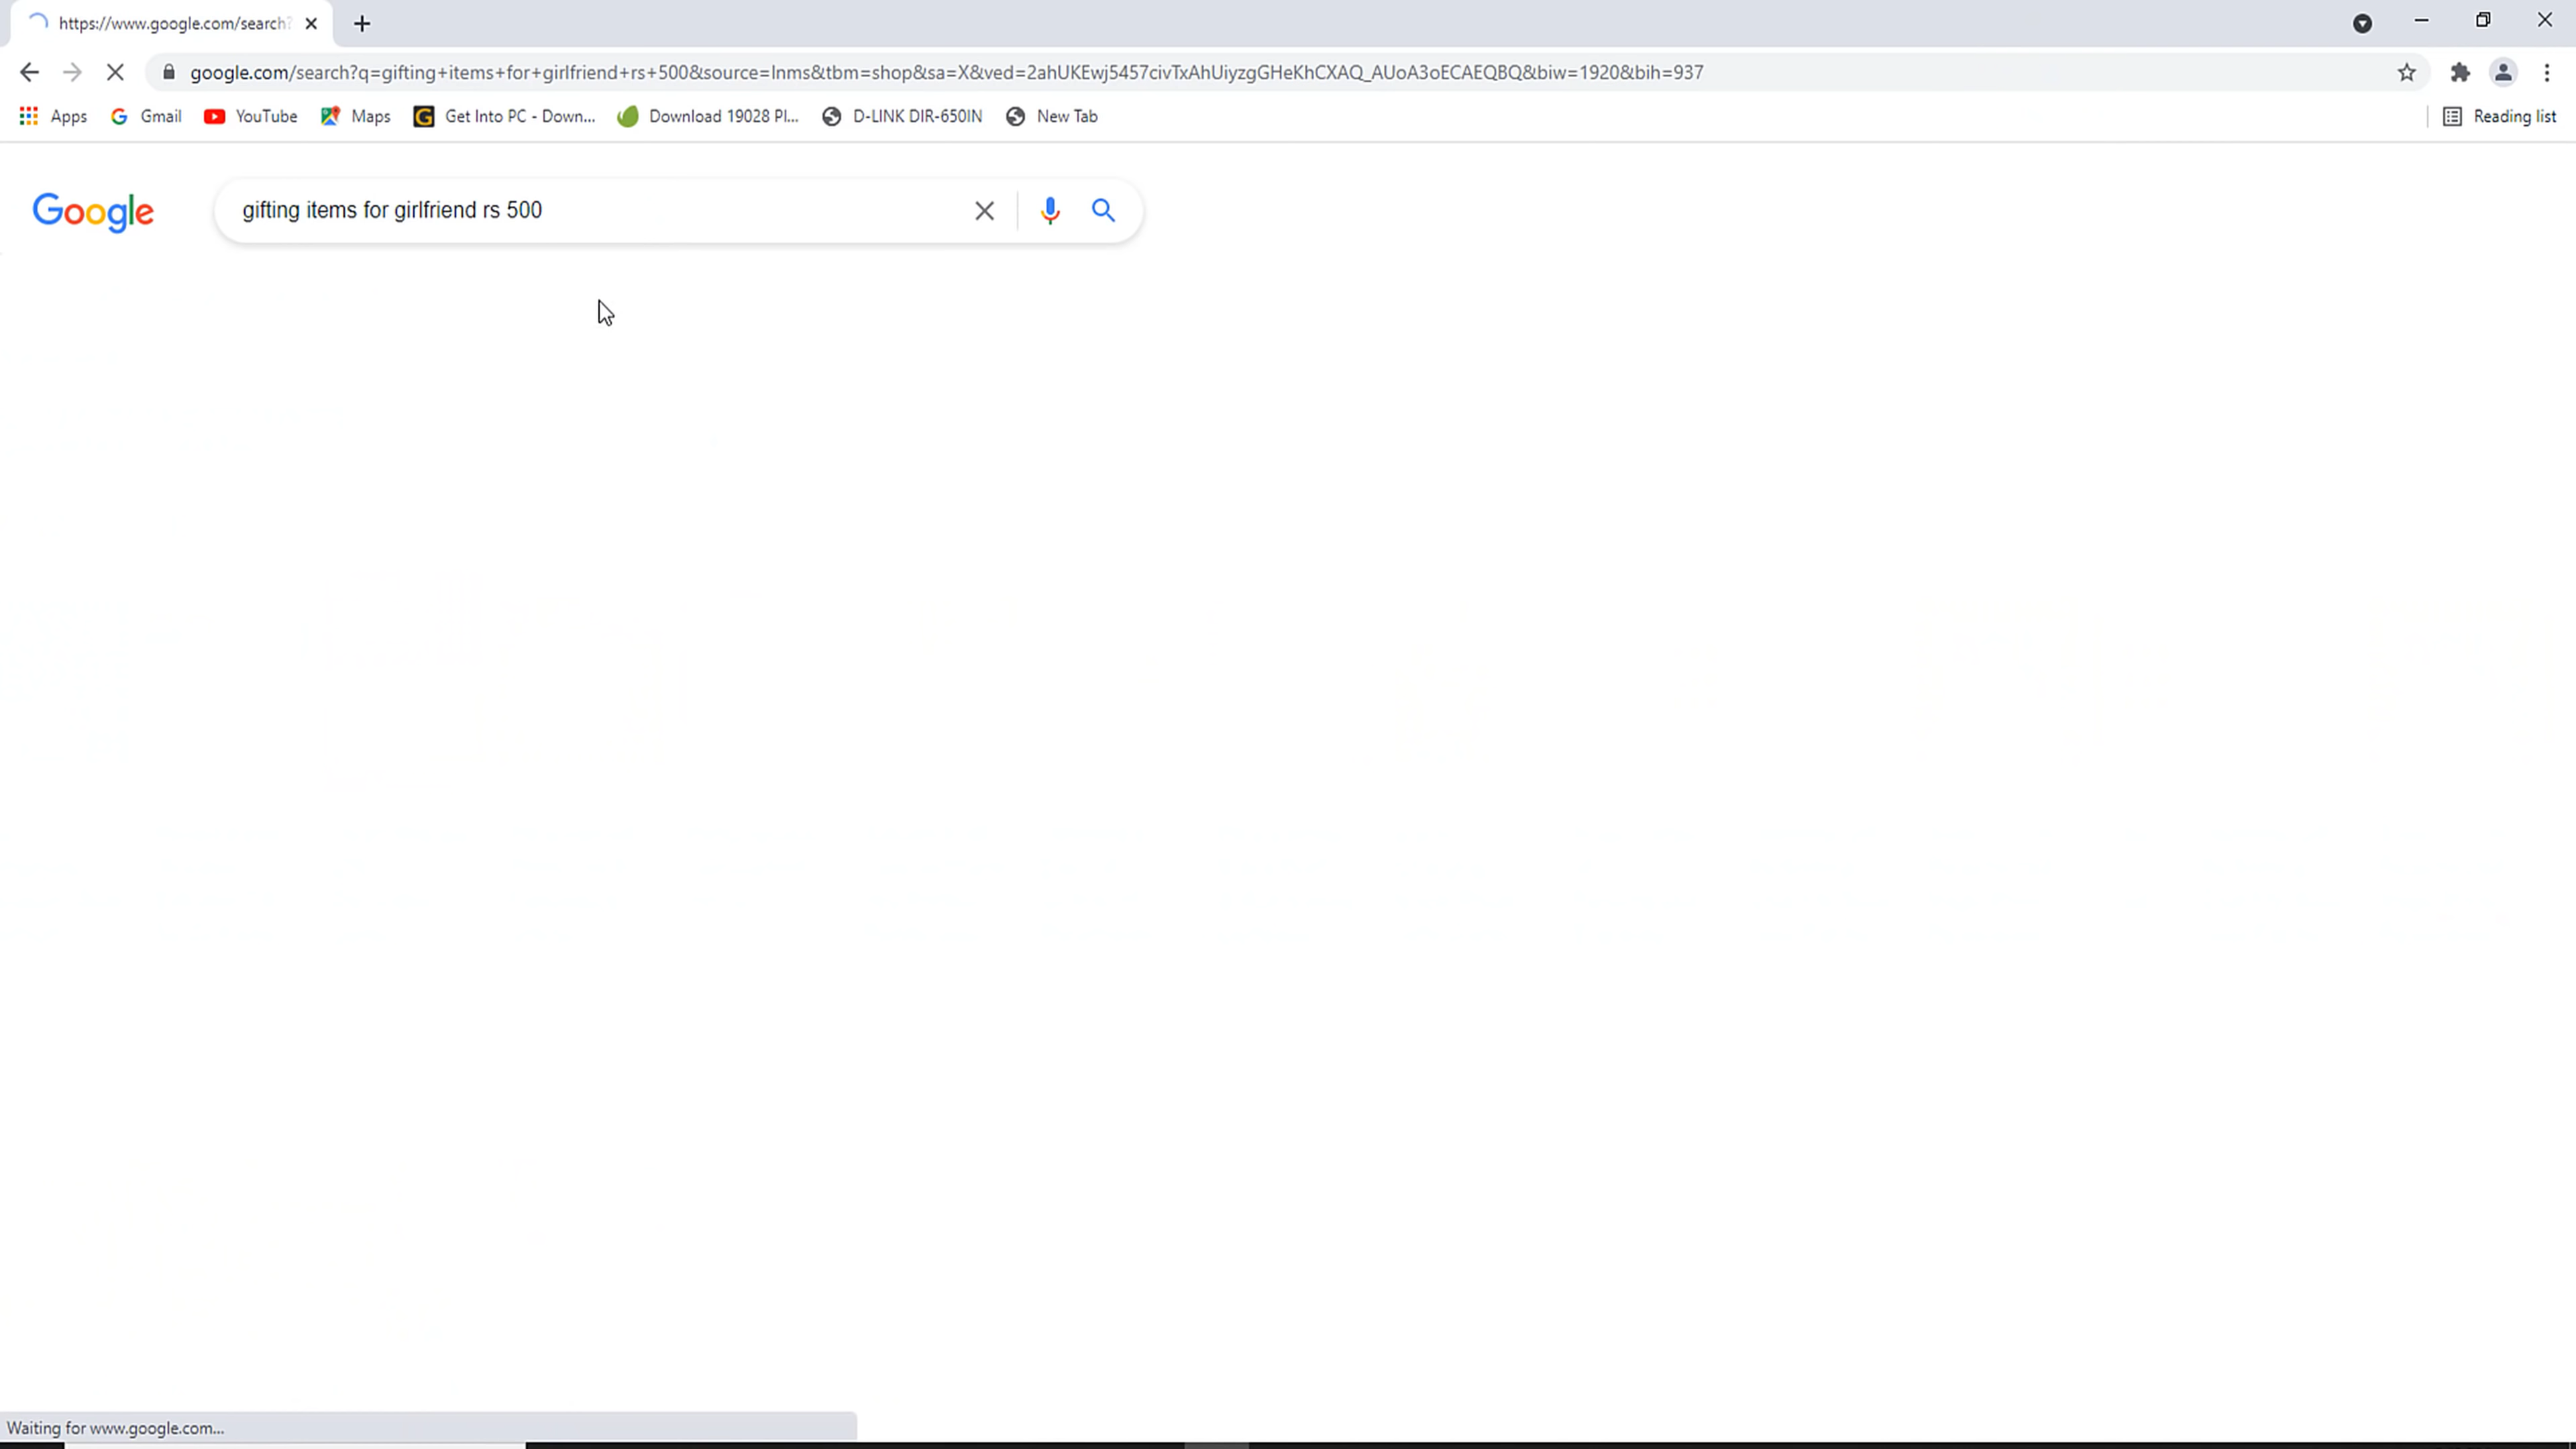 https://www.google.com/search?
google.com/search?q=gifting+items+for+girlfriend+rs+500&source=lnms&tbm=shop&sa=X&ved=2ahUKEwj5457civTxAhUiyzgGHeKhCXAQ_AUoA3oECAEQBQ&biw=1920&bih=937
Apps Gmail YouTube Maps Get Into PC - Down... Download 19028 Pl... D-LINK DIR-650IN New Tab Reading list
Google gifting items for girlfriend rs 500
Waiting for www.google.com...